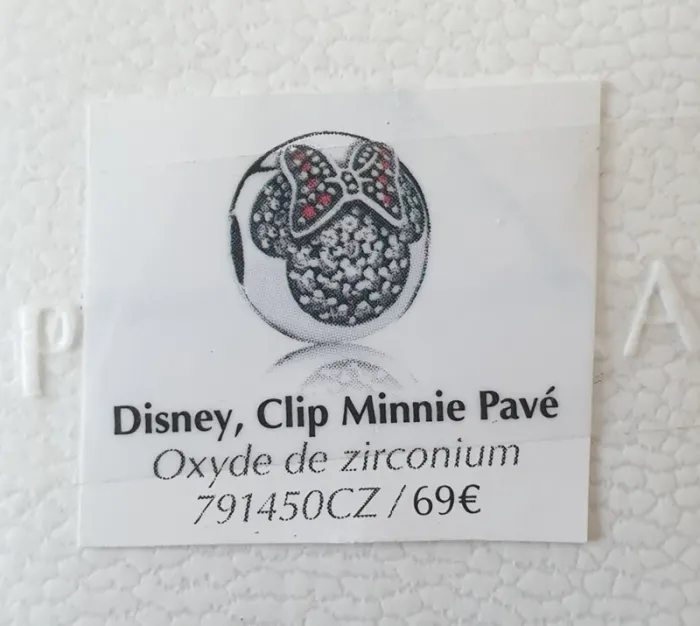 Disney, Clip Minnie Pavé
Oxyde de zirconium
791450CZ / 69€
P A